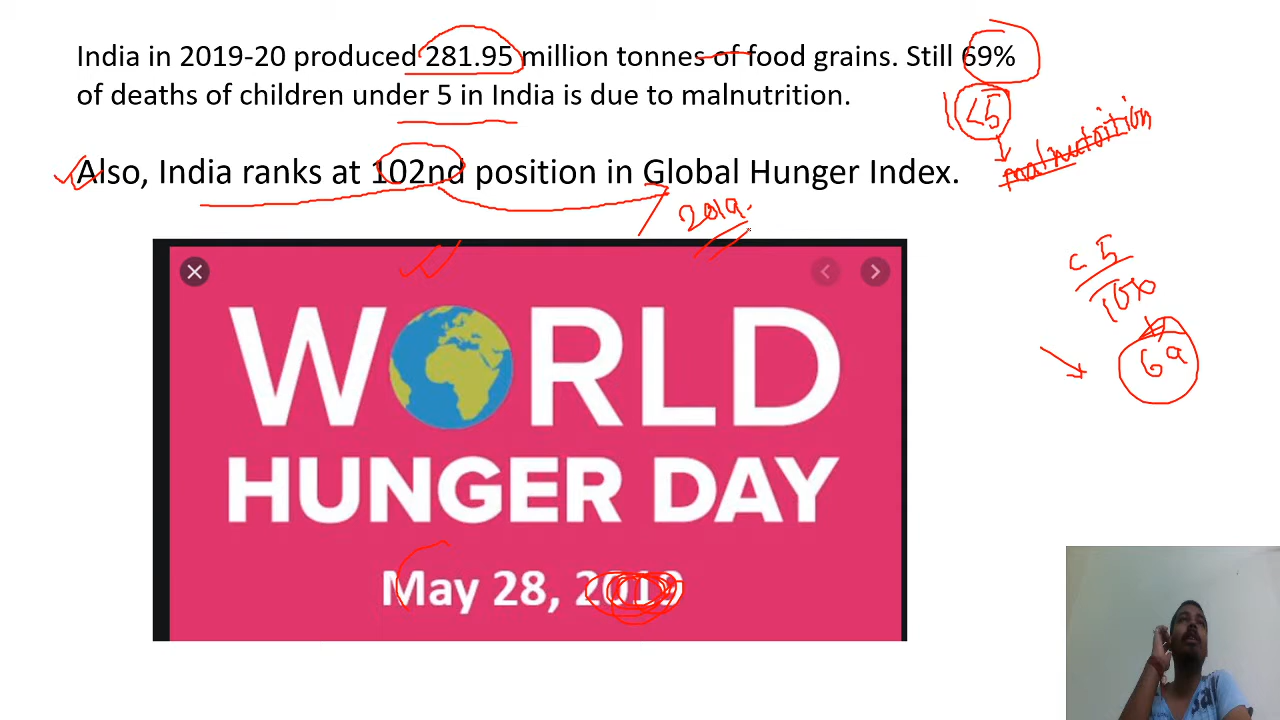 India in 2019-20 produced 281.95 million tonnes of food grains. Still 69%
of deaths of children under 5 in India is due to malnutrition.
<5
malnutrition
Also, India ranks at 102nd position in Global Hunger Index.
2019.
< 5
100
69
WORLD
HUNGER DAY
May 28, 2019